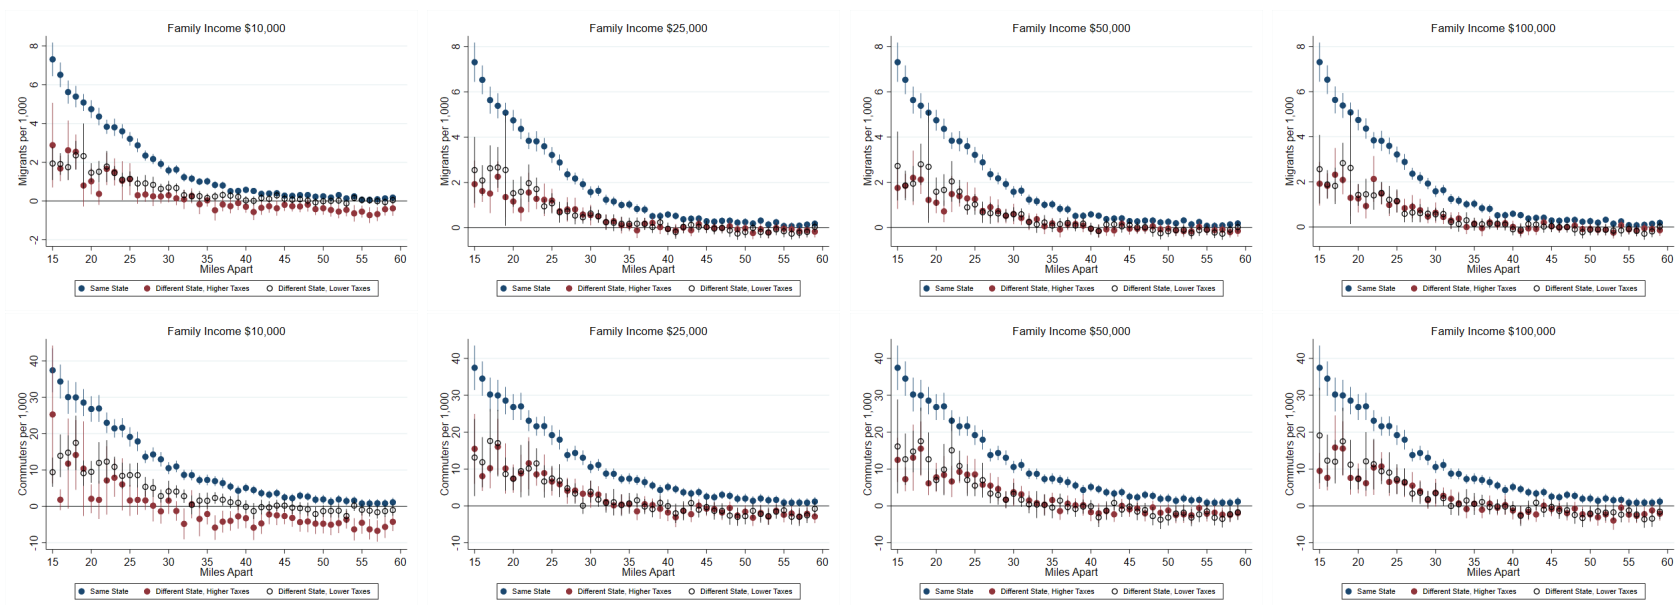 Family Income $10,000
Migrants per 1,000
8
6
4
2
0
-2
15 20 25 30 35 40 45 50 55 60
Miles Apart
Same State Different State, Higher Taxes Different State, Lower Taxes
Family Income $25,000
Migrants per 1,000
8
6
4
2
0
15 20 25 30 35 40 45 50 55 60
Miles Apart
Same State Different State, Higher Taxes Different State, Lower Taxes
Family Income $50,000
Migrants per 1,000
8
6
4
2
0
15 20 25 30 35 40 45 50 55 60
Miles Apart
Same State Different State, Higher Taxes Different State, Lower Taxes
Family Income $100,000
Migrants per 1,000
8
6
4
2
0
15 20 25 30 35 40 45 50 55 60
Miles Apart
Same State Different State, Higher Taxes Different State, Lower Taxes
Family Income $10,000
Commuters per 1,000
40
30
20
10
0
-10
15 20 25 30 35 40 45 50 55 60
Miles Apart
Same State Different State, Higher Taxes Different State, Lower Taxes
Family Income $25,000
Commuters per 1,000
40
30
20
10
0
-10
15 20 25 30 35 40 45 50 55 60
Miles Apart
Same State Different State, Higher Taxes Different State, Lower Taxes
Family Income $50,000
Commuters per 1,000
40
30
20
10
0
-10
15 20 25 30 35 40 45 50 55 60
Miles Apart
Same State Different State, Higher Taxes Different State, Lower Taxes
Family Income $100,000
Commuters per 1,000
40
30
20
10
0
-10
15 20 25 30 35 40 45 50 55 60
Miles Apart
Same State Different State, Higher Taxes Different State, Lower Taxes